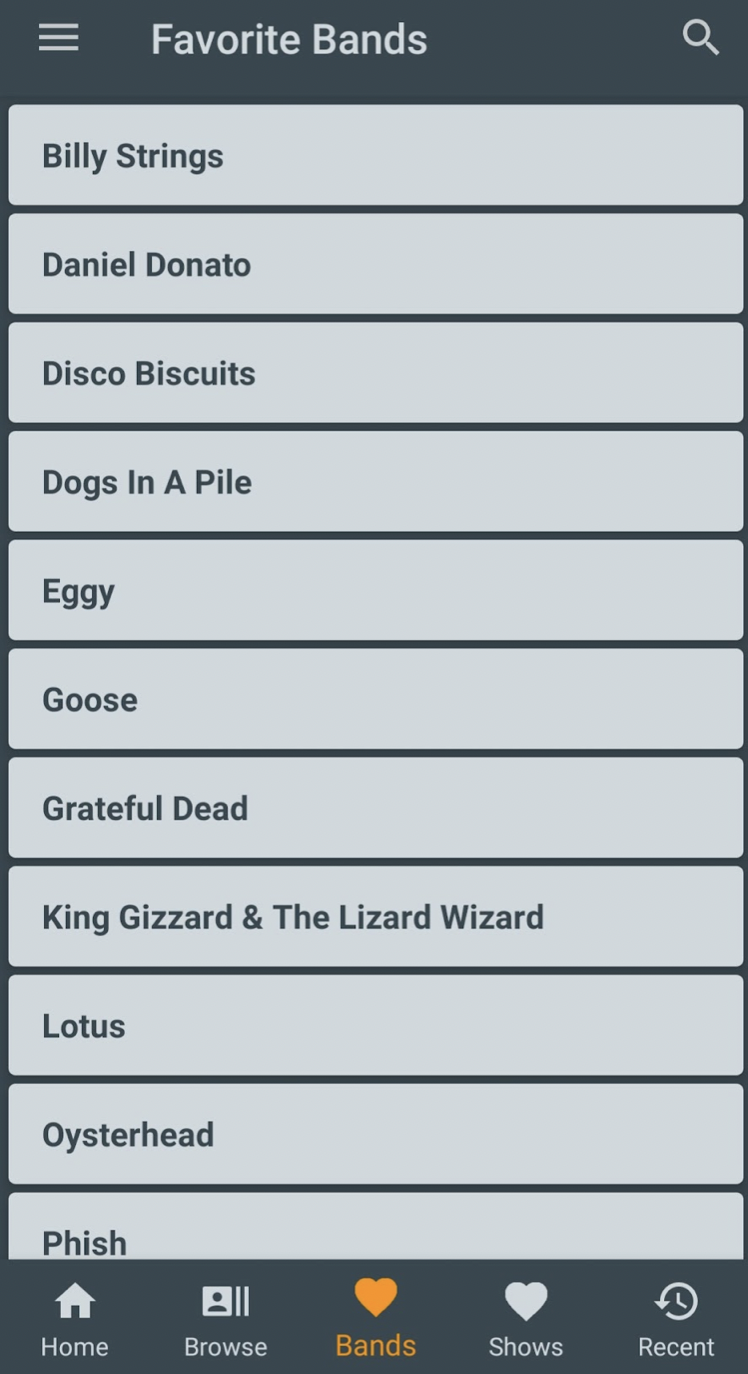 Favorite Bands
Billy Strings
Daniel Donato
Disco Biscuits
Dogs In A Pile
Eggy
Goose
Grateful Dead
King Gizzard & The Lizard Wizard
Lotus
Oysterhead
Phish
Home Browse Bands Shows Recent